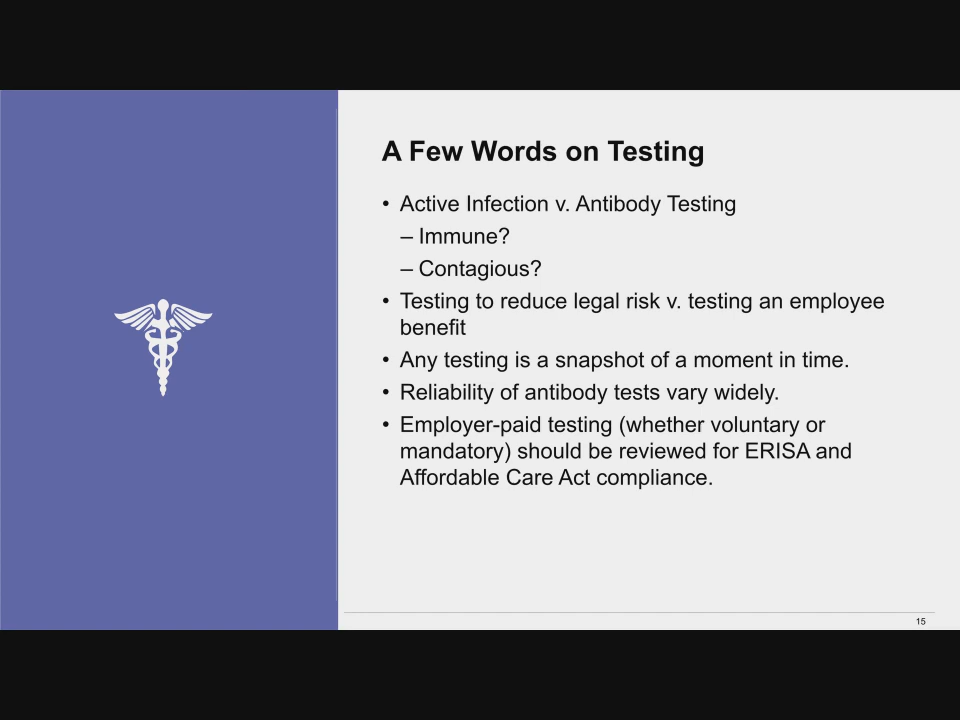 A Few Words on Testing
• Active Infection v. Antibody Testing
– Immune?
– Contagious?
• Testing to reduce legal risk v. testing an employee
benefit
• Any testing is a snapshot of a moment in time.
• Reliability of antibody tests vary widely.
• Employer-paid testing (whether voluntary or
mandatory) should be reviewed for ERISA and
Affordable Care Act compliance.
15